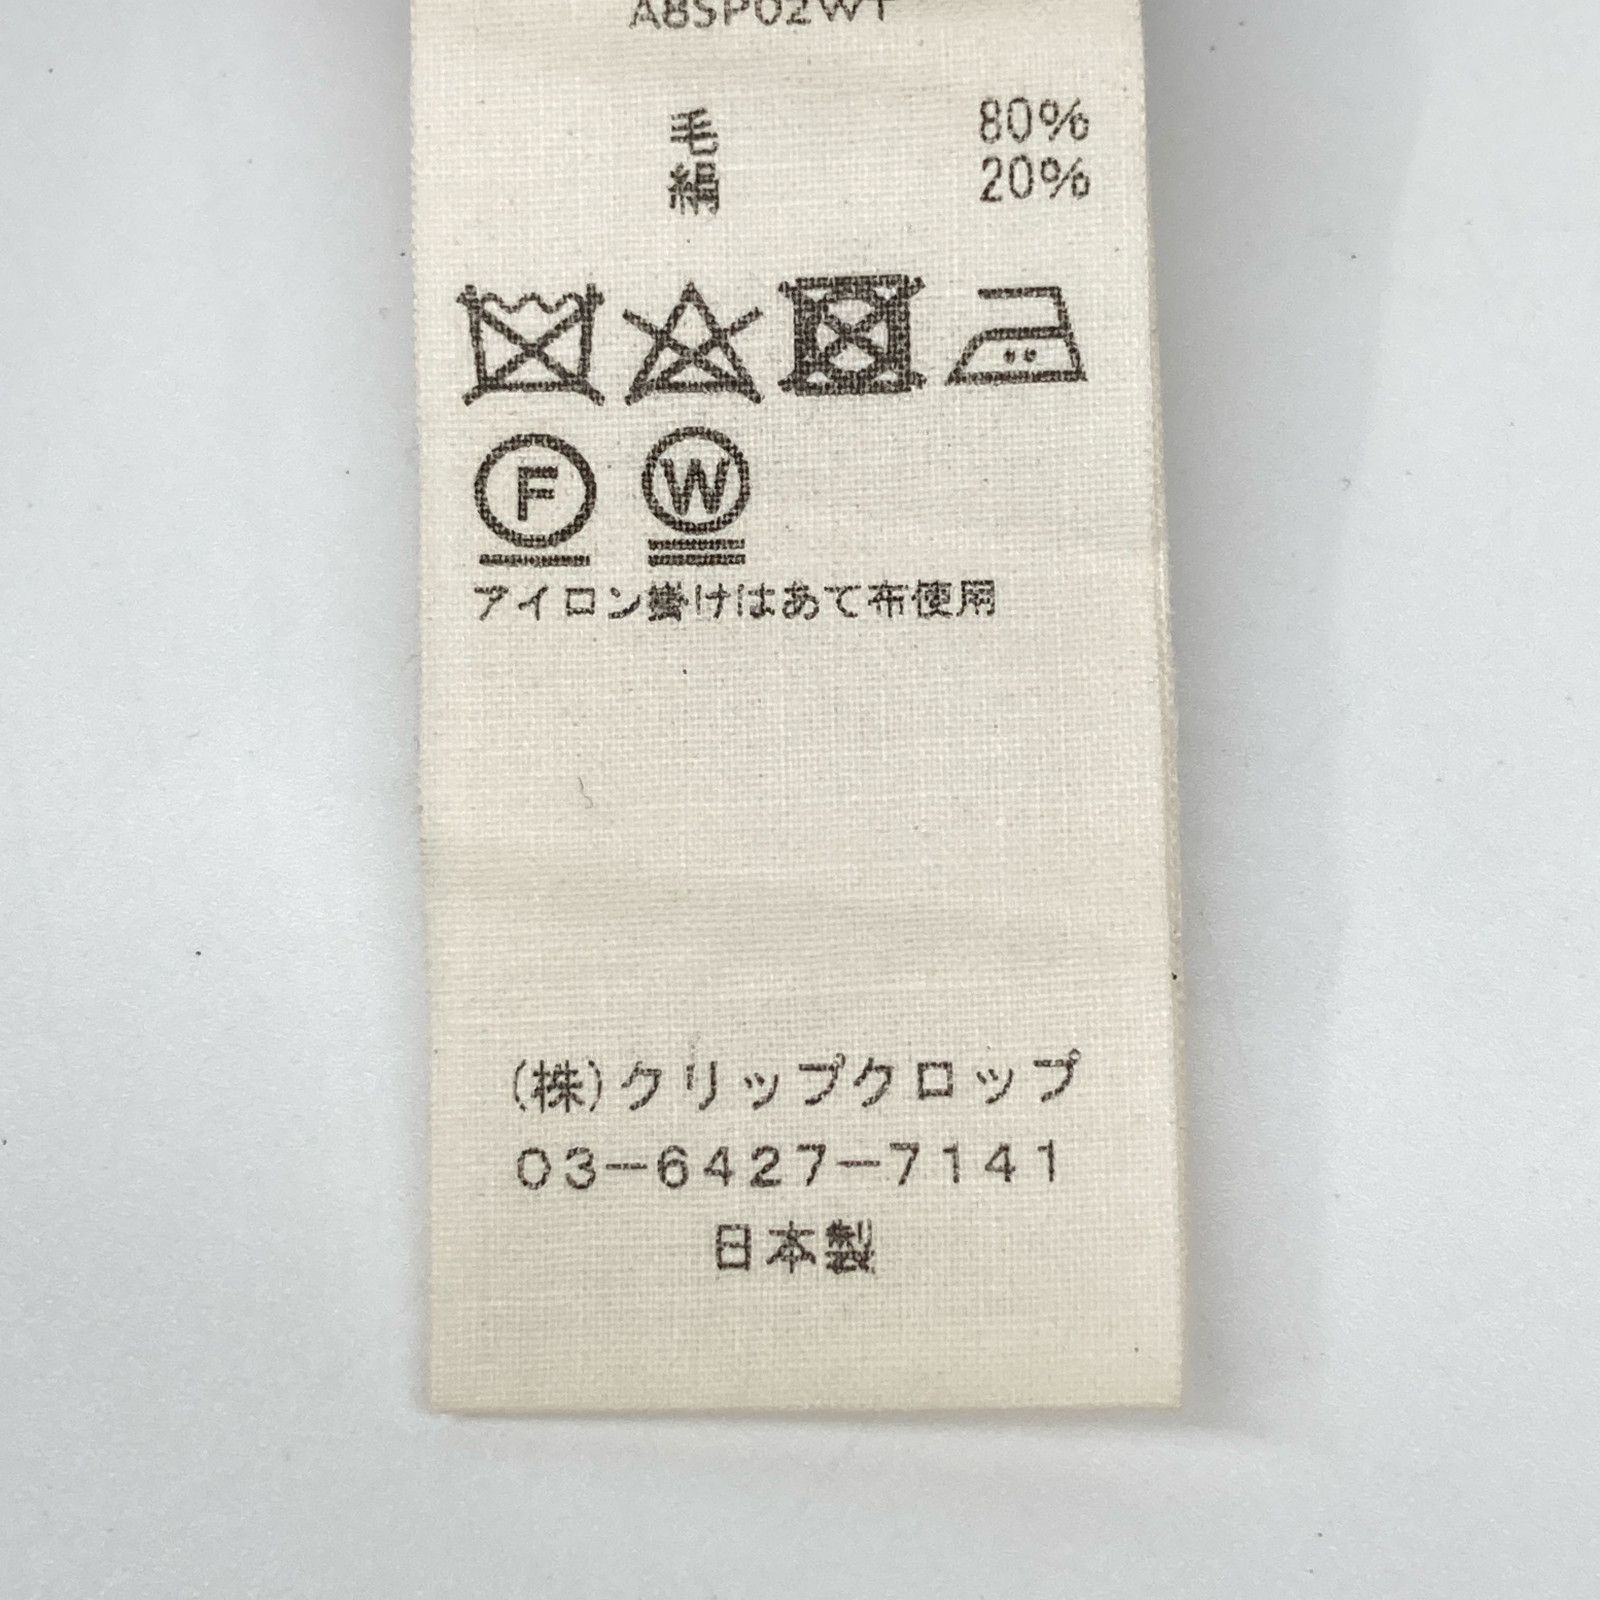 A8SP02WT
毛 80%
絹 20%
F W
アイロン掛けはあて布使用
(株)クリップクロップ
03-6427-7141
日本製